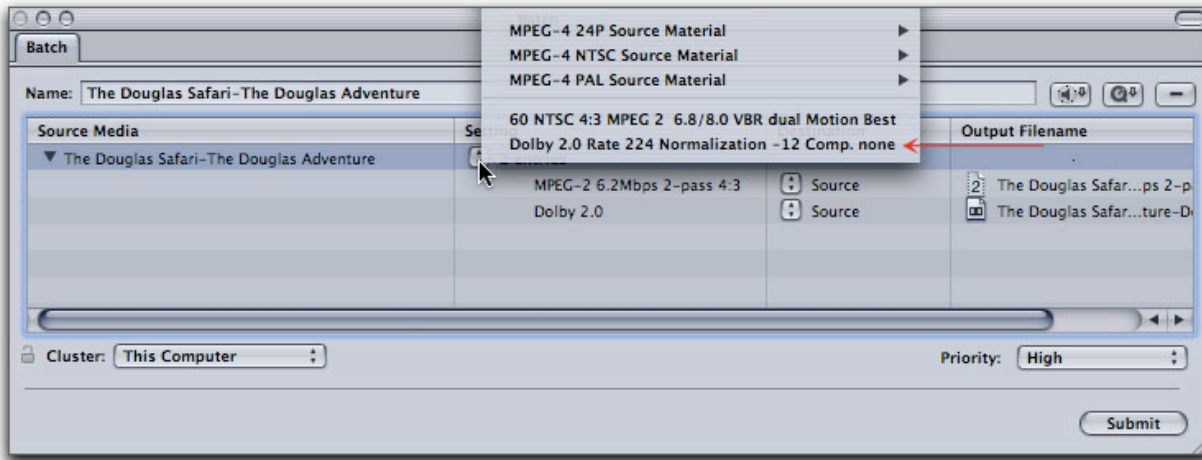 Batch
MPEG-4 24P Source Material
MPEG-4 NTSC Source Material
MPEG-4 PAL Source Material
60 NTSC 4:3 MPEG 2 6.8/8.0 VBR dual Motion Best
Dolby 2.0 Rate 224 Normalization -12 Comp. none
Name: The Douglas Safari-The Douglas Adventure
Source Media
Output Filename
The Douglas Safari-The Douglas Adventure
2 entries
MPEG-2 6.2Mbps 2-pass 4:3
Source
2 The Douglas Safar...ps 2-p
Dolby 2.0
Source
The Douglas Safar...ture-D
Cluster: This Computer
Priority: High
Submit